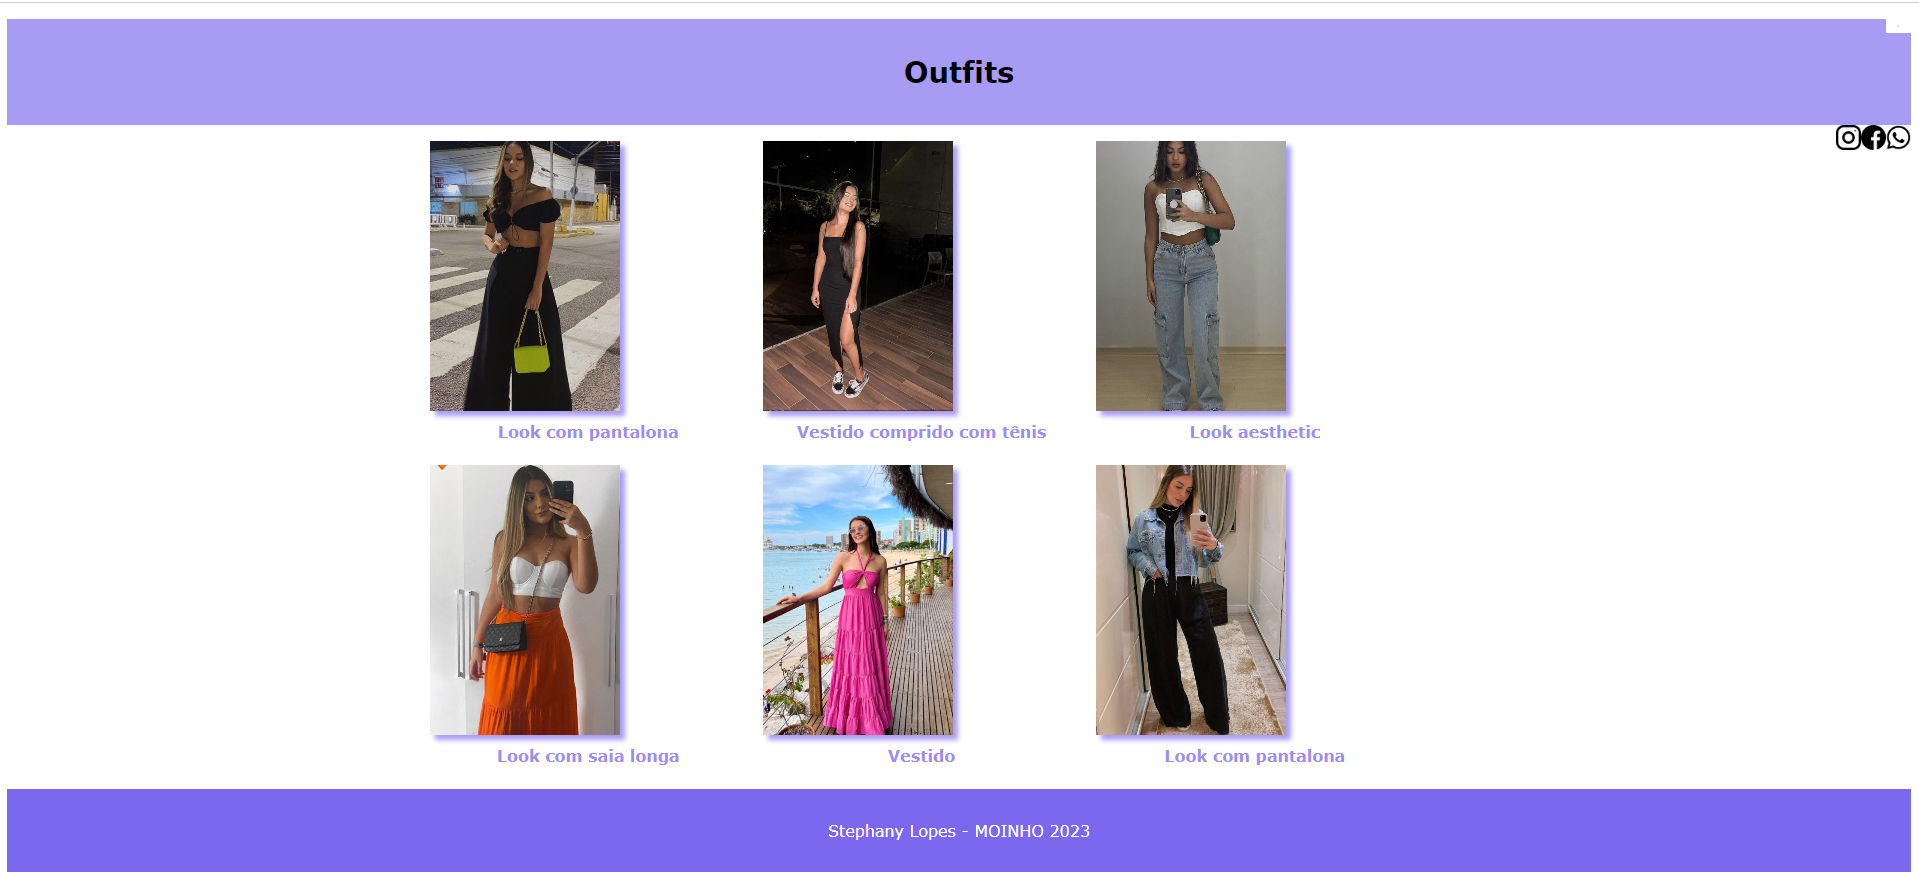 Outfits
Look com pantalona
Vestido comprido com tênis
Look aesthetic
Look com saia longa
Vestido
Look com pantalona
Stephany Lopes - MOINHO 2023